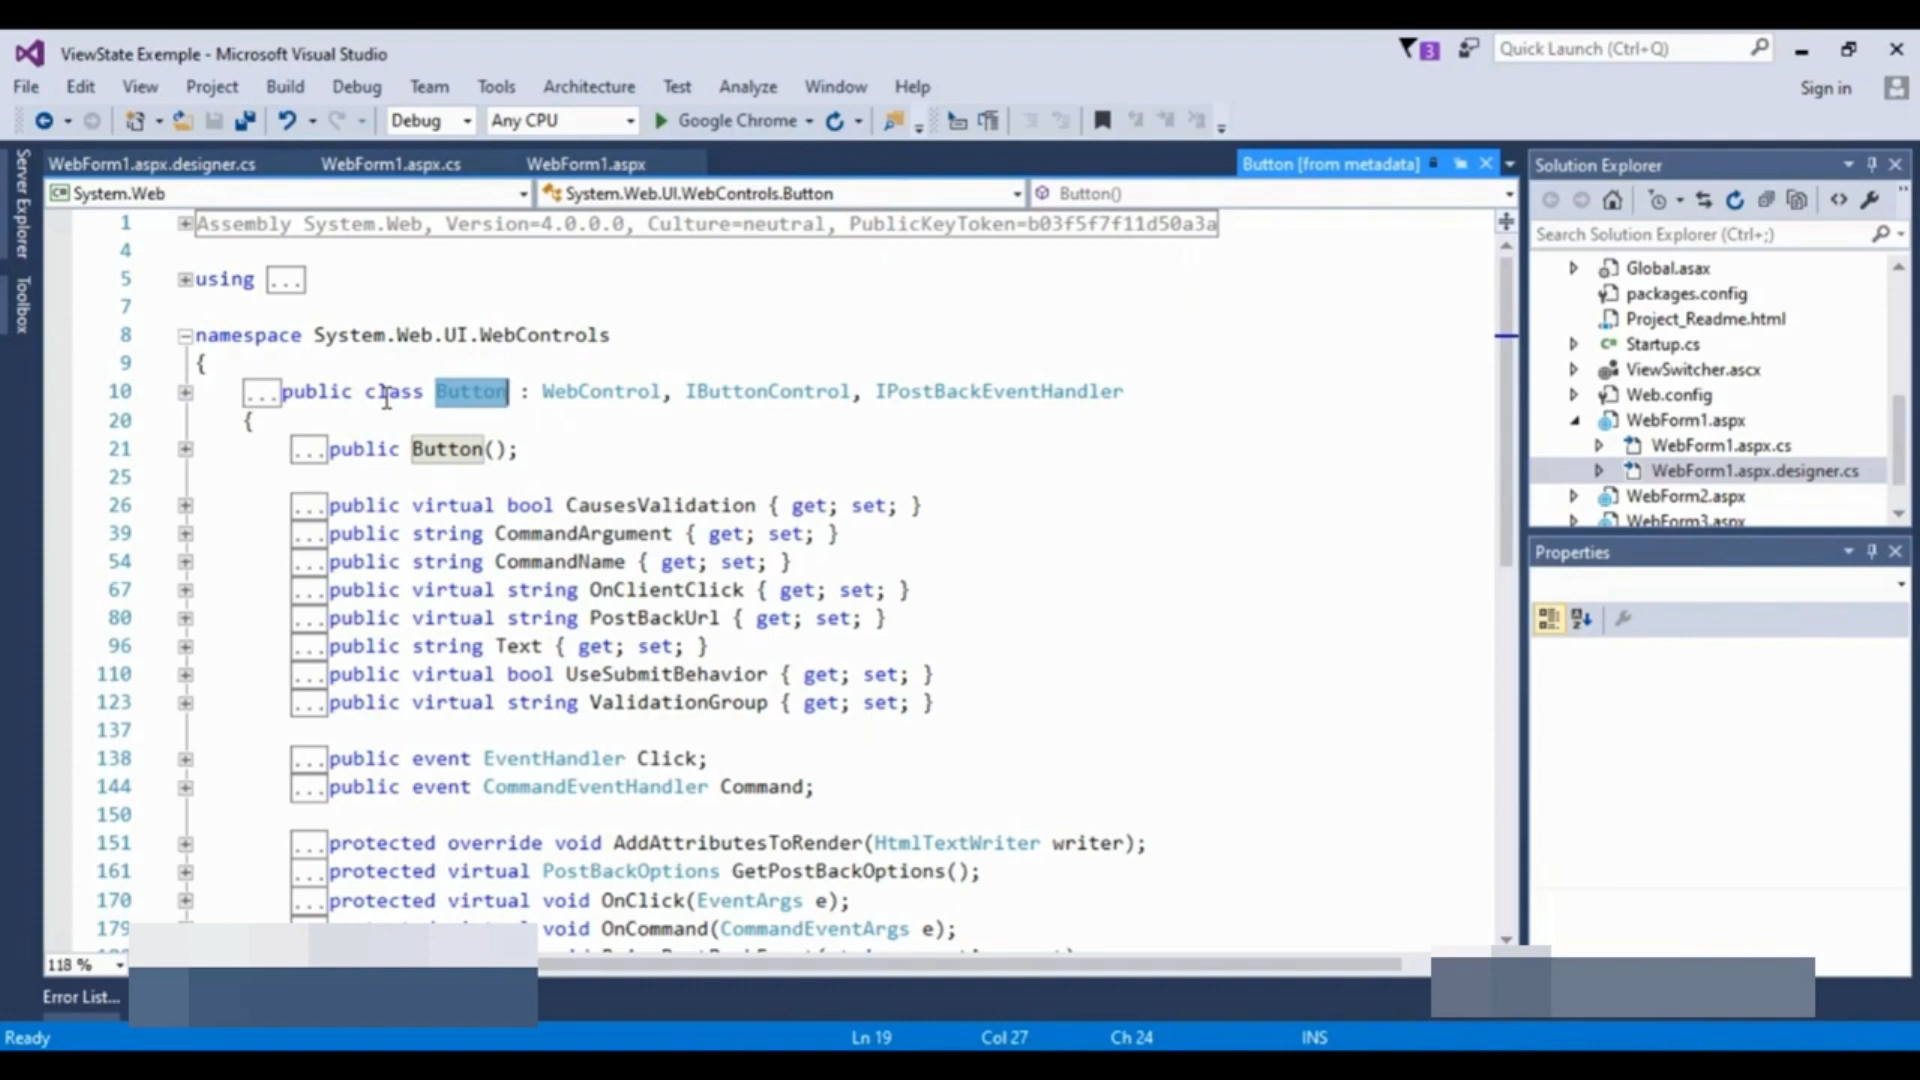 ViewState Exemple - Microsoft Visual Studio
3
Quick Launch (Ctrl+Q)
File Edit View Project Build Debug Team Tools Architecture Test Analyze Window Help
Sign in
Debug Any CPU Google Chrome
Server Explorer
Toolbox
WebForm1.aspx.designer.cs WebForm1.aspx.cs WebForm1.aspx Button [from metadata]
System.Web System.Web.UI.WebControls.Button Button()
1 Assembly System.Web, Version=4.0.0.0, Culture=neutral, PublicKeyToken=b03f5f7f11d50a3a
4
5 using ...
7
8 namespace System.Web.UI.WebControls
9 {
10 ...public class Button : WebControl, IButtonControl, IPostBackEventHandler
20 {
21 ...public Button();
25
26 ...public virtual bool CausesValidation { get; set; }
39 ...public string CommandArgument { get; set; }
54 ...public string CommandName { get; set; }
67 ...public virtual string OnClientClick { get; set; }
80 ...public virtual string PostBackUrl { get; set; }
96 ...public string Text { get; set; }
110 ...public virtual bool UseSubmitBehavior { get; set; }
123 ...public virtual string ValidationGroup { get; set; }
137
138 ...public event EventHandler Click;
144 ...public event CommandEventHandler Command;
150
151 ...protected override void AddAttributesToRender(HtmlTextWriter writer);
161 ...protected virtual PostBackOptions GetPostBackOptions();
170 ...protected virtual void OnClick(EventArgs e);
179 void OnCommand(CommandEventArgs e);
118 %
Error List...
Solution Explorer
Search Solution Explorer (Ctrl+;)
Global.asax
packages.config
Project_Readme.html
Startup.cs
ViewSwitcher.ascx
Web.config
WebForm1.aspx
WebForm1.aspx.cs
WebForm1.aspx.designer.cs
WebForm2.aspx
WebForm3.aspx
Properties
Ready Ln 19 Col 27 Ch 24 INS